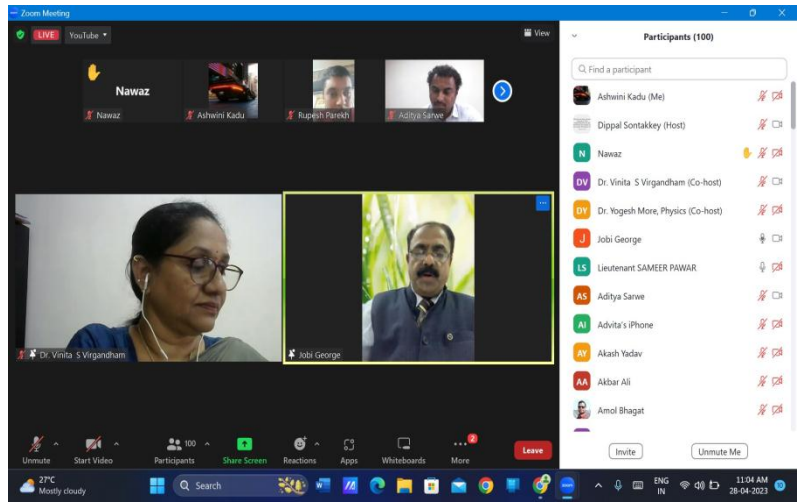 Zoom Meeting
LIVE
YouTube
View
Nawaz
Nawaz
Ashwini Kadu
Rupesh Parekh
Aditya Sarwe
Dr. Vinita S Virgandham
Jobi George
Unmute
Start Video
100
Participants
Share Screen
Reactions
Apps
Whiteboards
2
More
Leave
Participants (100)
Find a participant
Ashwini Kadu (Me)
Dippal Sontakkey (Host)
N Nawaz
DV Dr. Vinita S Virgandham (Co-host)
DY Dr. Yogesh More, Physics (Co-host)
J Jobi George
LS Lieutenant SAMEER PAWAR
AS Aditya Sarwe
AI Advita's iPhone
AY Akash Yadav
AA Akbar Ali
Amol Bhagat
Invite
Unmute Me
27°C
Mostly cloudy
Search
ENG
IN
11:04 AM
28-04-2023